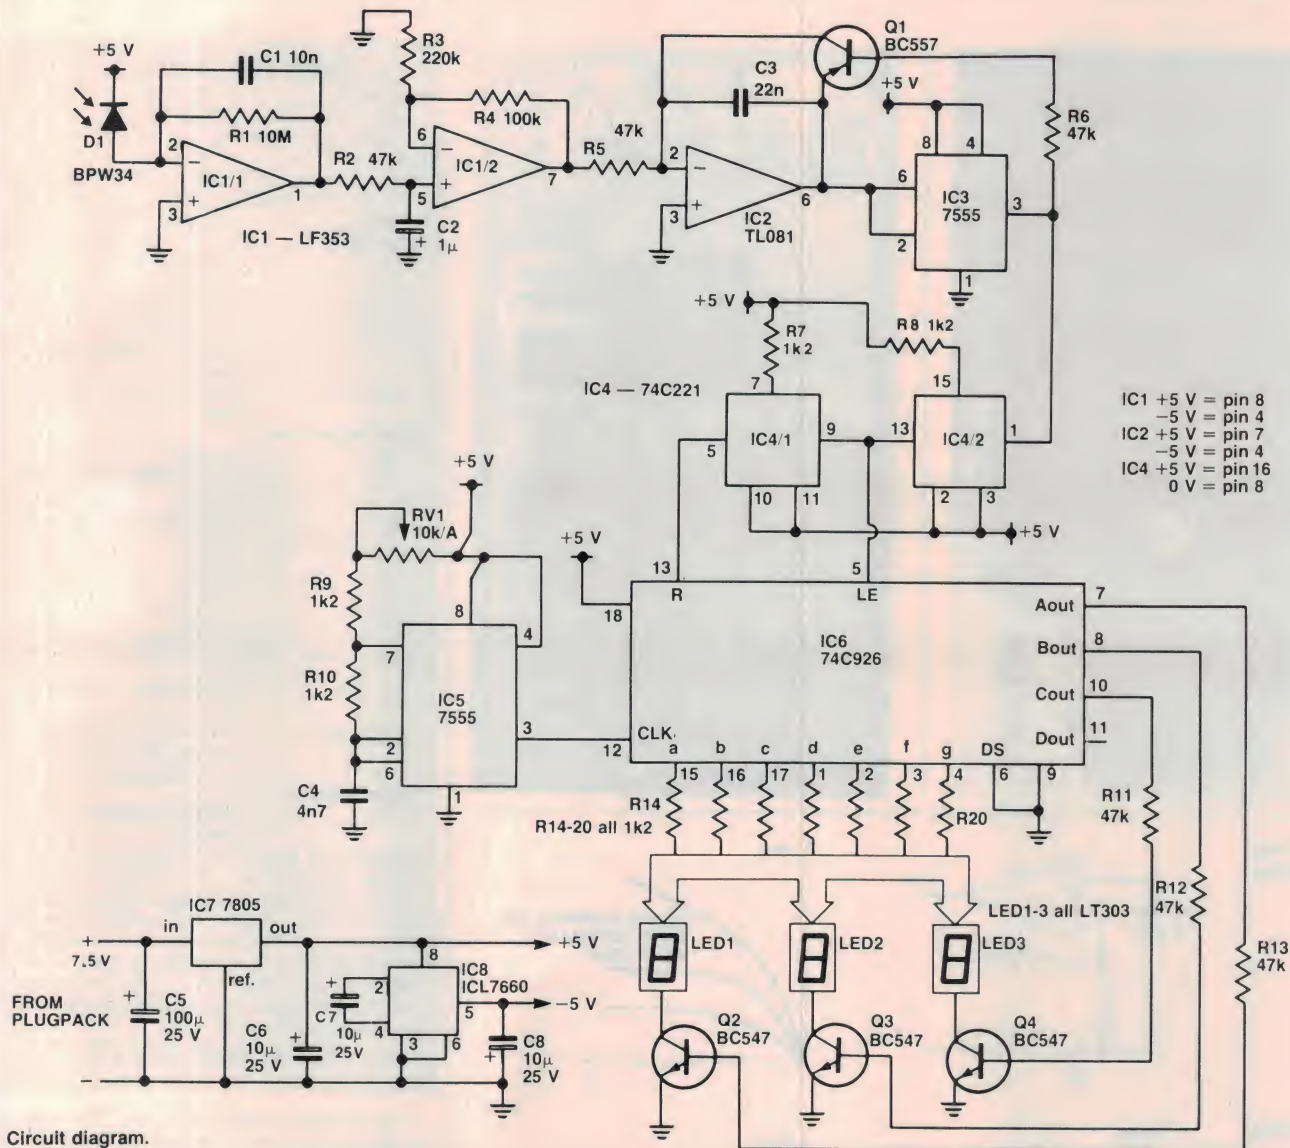 +5 V
D1
BPW34
C1 10n
R1 10M
2
3
IC1/1
1
IC1 — LF353
R2 47k
R3
220k
R4 100k
6
5
IC1/2
7
C2
1μ
+
R5
47k
C3
22n
2
3
IC2
TL081
6
Q1
BC557
+5 V
8
4
6
2
IC3
7555
3
1
R6
47k
+5 V
R7
1k2
R8 1k2
IC4 — 74C221
7
15
IC4/1
5
9
10
11
13
IC4/2
1
2
3
+5 V
IC1 +5 V = pin 8
−5 V = pin 4
IC2 +5 V = pin 7
−5 V = pin 4
IC4 +5 V = pin 16
0 V = pin 8
+5 V
RV1
10k/A
R9
1k2
R10
1k2
8
4
7
2
6
IC5
7555
3
1
C4
4n7
+5 V
18
13
R
5
LE
IC6
74C926
12
CLK
Aout 7
Bout 8
Cout 10
Dout 11
a b c d e f g DS
15 16 17 1 2 3 4 6 9
R14
R14-20 all 1k2
R20
R11
47k
R12
47k
R13
47k
LED1
LED2
LED3
LED1-3 all LT303
Q2
BC547
Q3
BC547
Q4
BC547
IC7 7805
in
out
ref.
+
7.5 V
FROM
PLUGPACK
−
+
C5
100μ
25 V
C6
10μ
25 V
+
C7
10μ
25V
+
IC8
ICL7660
8
2
4
3
6
5
+5 V
−5 V
C8
10μ
25 V
+
Circuit diagram.